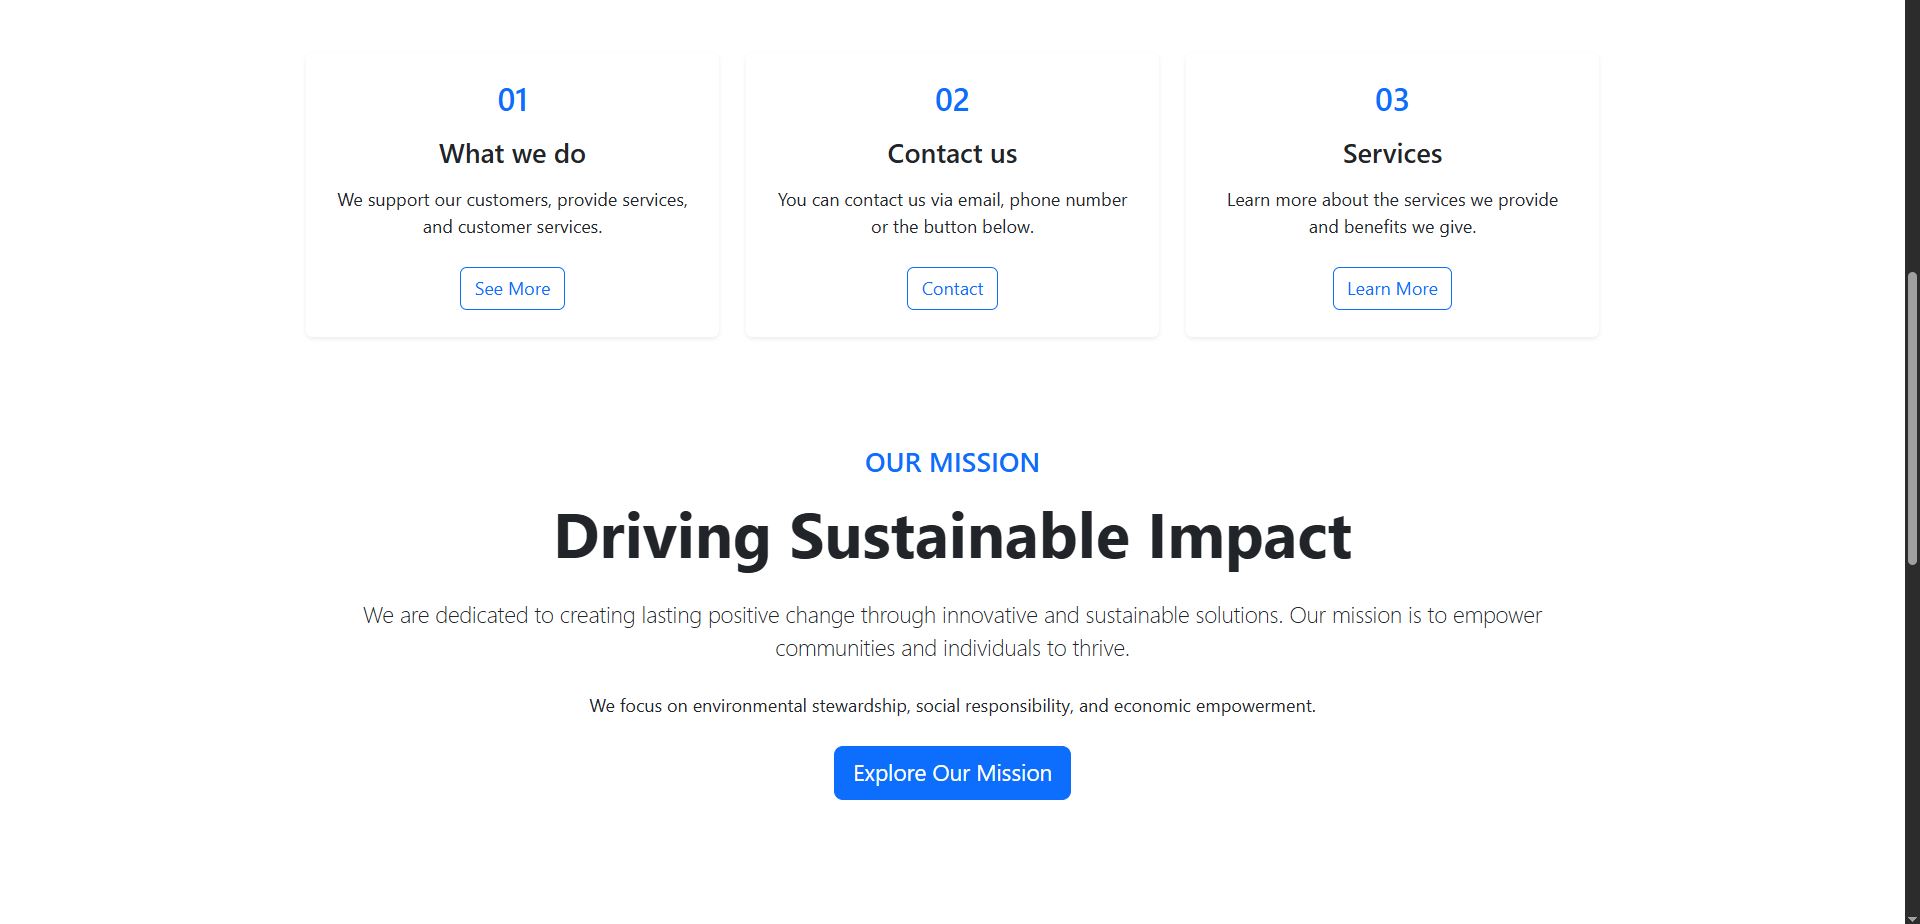 01
What we do
We support our customers, provide services,
and customer services.
See More
02
Contact us
You can contact us via email, phone number
or the button below.
Contact
03
Services
Learn more about the services we provide
and benefits we give.
Learn More
OUR MISSION
Driving Sustainable Impact
We are dedicated to creating lasting positive change through innovative and sustainable solutions. Our mission is to empower
communities and individuals to thrive.
We focus on environmental stewardship, social responsibility, and economic empowerment.
Explore Our Mission